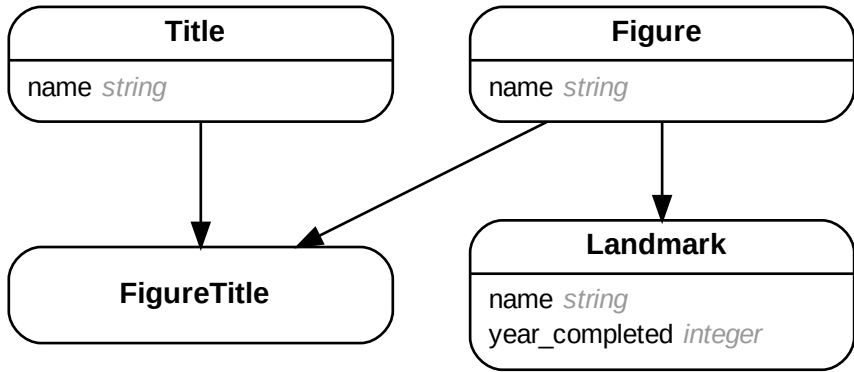 Title
name string
Figure
name string
FigureTitle
Landmark
name string
year_completed integer